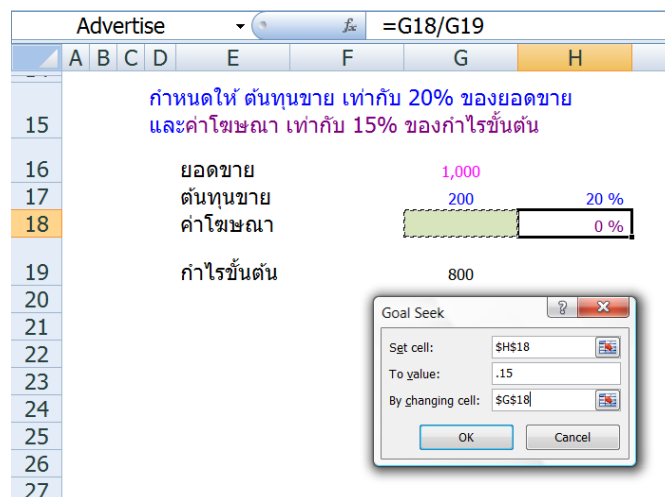 Advertise fx =G18/G19
A B C D E F G H
15 กำหนดให้ ต้นทุนขาย เท่ากับ 20% ของยอดขาย
และค่าโฆษณา เท่ากับ 15% ของกำไรขั้นต้น
16 ยอดขาย 1,000
17 ต้นทุนขาย 200 20 %
18 ค่าโฆษณา 0 %
19 กำไรขั้นต้น 800
20
21
22
23
24
25
26
27
Goal Seek ?
Set cell: $H$18
To value: .15
By changing cell: $G$18
OK Cancel